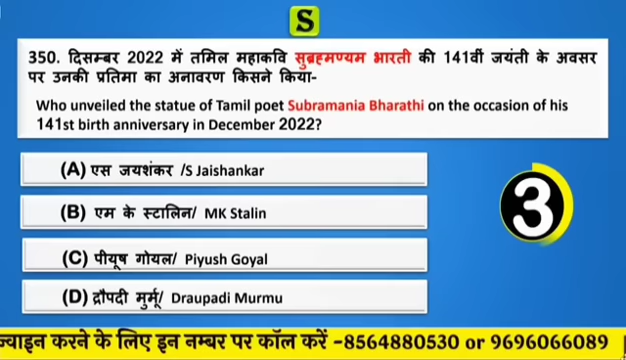 S
350. दिसम्बर 2022 में तमिल महाकवि सुब्रहमण्यम भारती की 141वीं जयंती के अवसर
पर उनकी प्रतिमा का अनावरण किसने किया-
Who unveiled the statue of Tamil poet Subramania Bharathi on the occasion of his
141st birth anniversary in December 2022?
(A) एस जयशंकर /S Jaishankar
(B) एम के स्टालिन/ MK Stalin
3
(C) पीयूष गोयल/ Piyush Goyal
(D) द्रौपदी मुर्मू/ Draupadi Murmu
ज्वाइन करने के लिए इन नम्बर पर कॉल करें -8564880530 or 9696066089